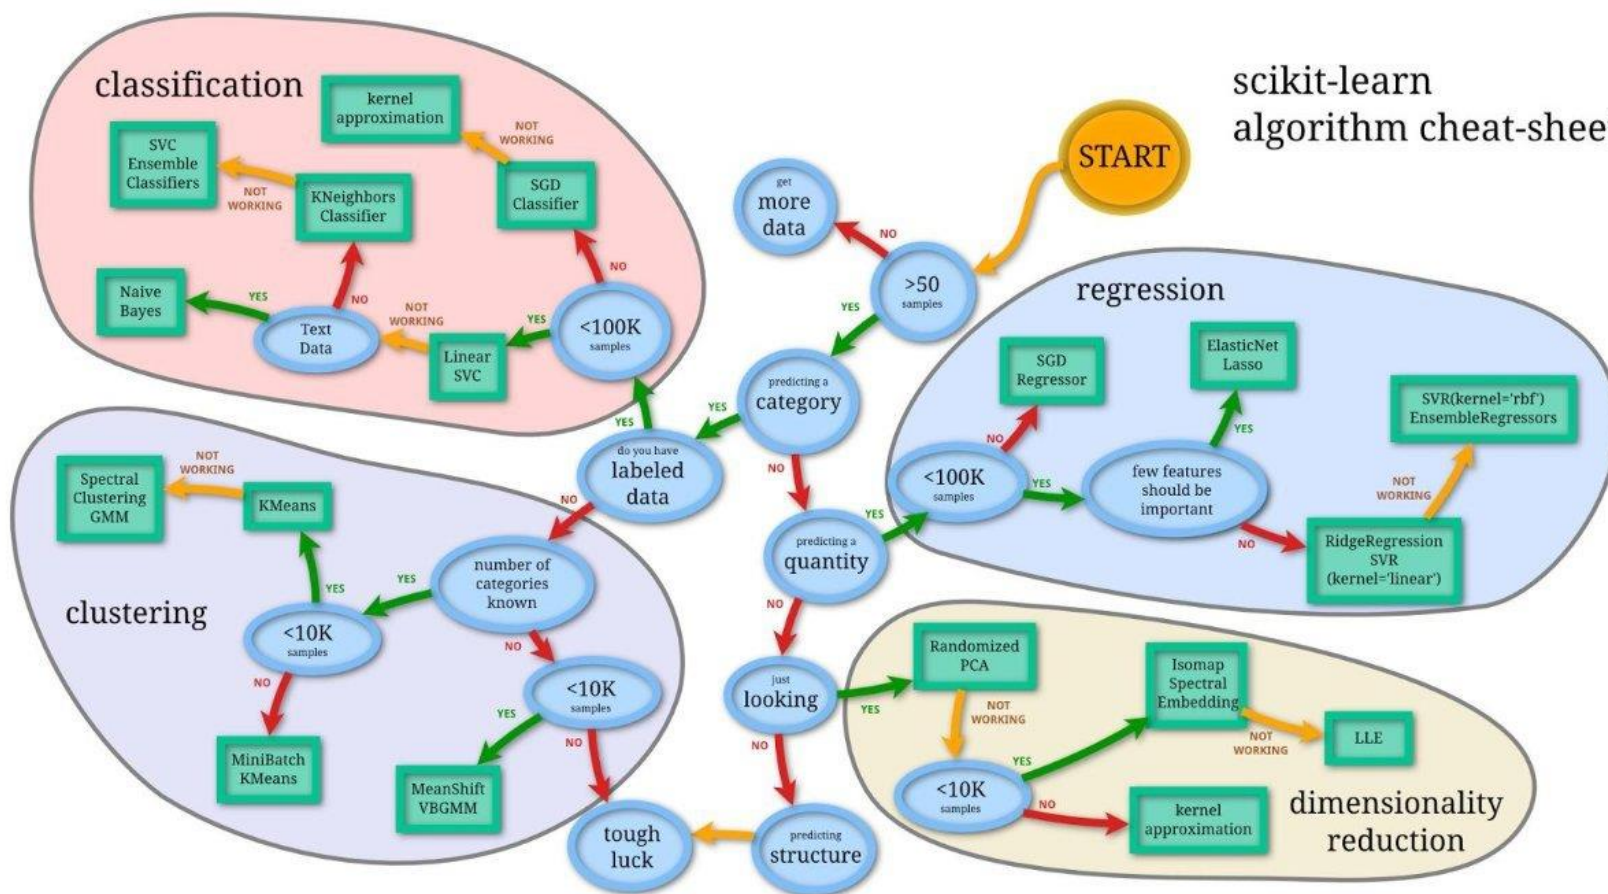 scikit-learn
algorithm cheat-shee
START
get
more
data
NO
>50
samples
YES
predicting a
category
YES
NO
do you have
labeled
data
YES
NO
predicting a
quantity
YES
NO
just
looking
YES
NO
predicting
structure
tough
luck
classification
kernel
approximation
NOT
WORKING
SVC
Ensemble
Classifiers
NOT
WORKING
KNeighbors
Classifier
SGD
Classifier
NO
Naive
Bayes
YES
NO
Text
Data
NOT
WORKING
Linear
SVC
YES
<100K
samples
regression
SGD
Regressor
ElasticNet
Lasso
SVR(kernel='rbf')
EnsembleRegressors
NO
YES
<100K
samples
YES
few features
should be
important
NOT
WORKING
NO
RidgeRegression
SVR
(kernel='linear')
clustering
Spectral
Clustering
GMM
NOT
WORKING
KMeans
YES
number of
categories
known
YES
<10K
samples
NO
NO
<10K
samples
YES
NO
MiniBatch
KMeans
MeanShift
VBGMM
dimensionality
reduction
Randomized
PCA
NOT
WORKING
Isomap
Spectral
Embedding
NOT
WORKING
LLE
<10K
samples
YES
NO
kernel
approximation